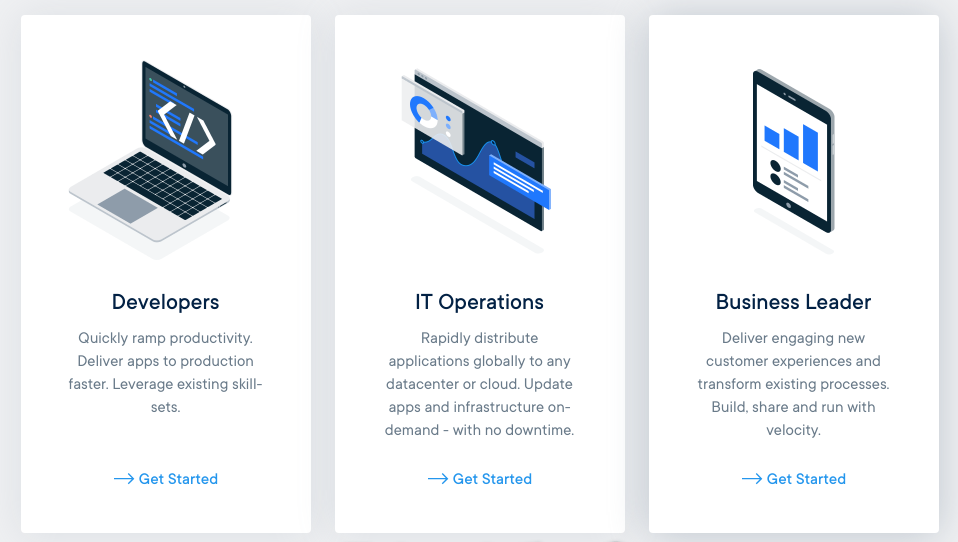 </>
Developers
Quickly ramp productivity.
Deliver apps to production
faster. Leverage existing skill-
sets.
Get Started
IT Operations
Rapidly distribute
applications globally to any
datacenter or cloud. Update
apps and infrastructure on-
demand - with no downtime.
Get Started
Business Leader
Deliver engaging new
customer experiences and
transform existing processes.
Build, share and run with
velocity.
Get Started